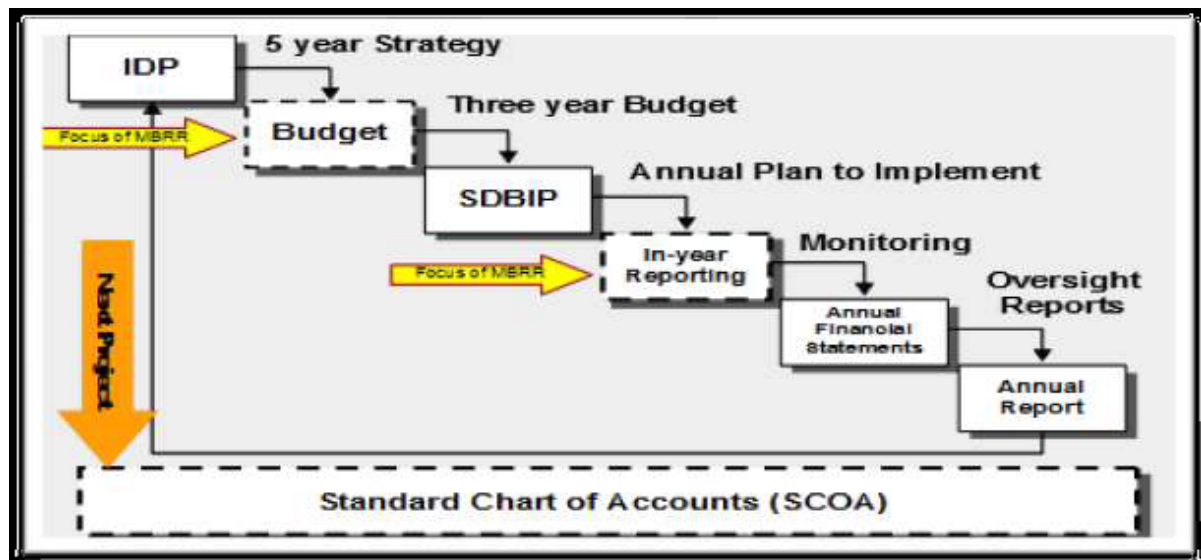 IDP
5 year Strategy
Focus of MBRR
Budget
Three year Budget
SDBIP
Annual Plan to Implement
Focus of MBRR
In-year
Reporting
Monitoring
Annual
Financial
Statements
Oversight
Reports
Annual
Report
Next Project
Standard Chart of Accounts (SCOA)